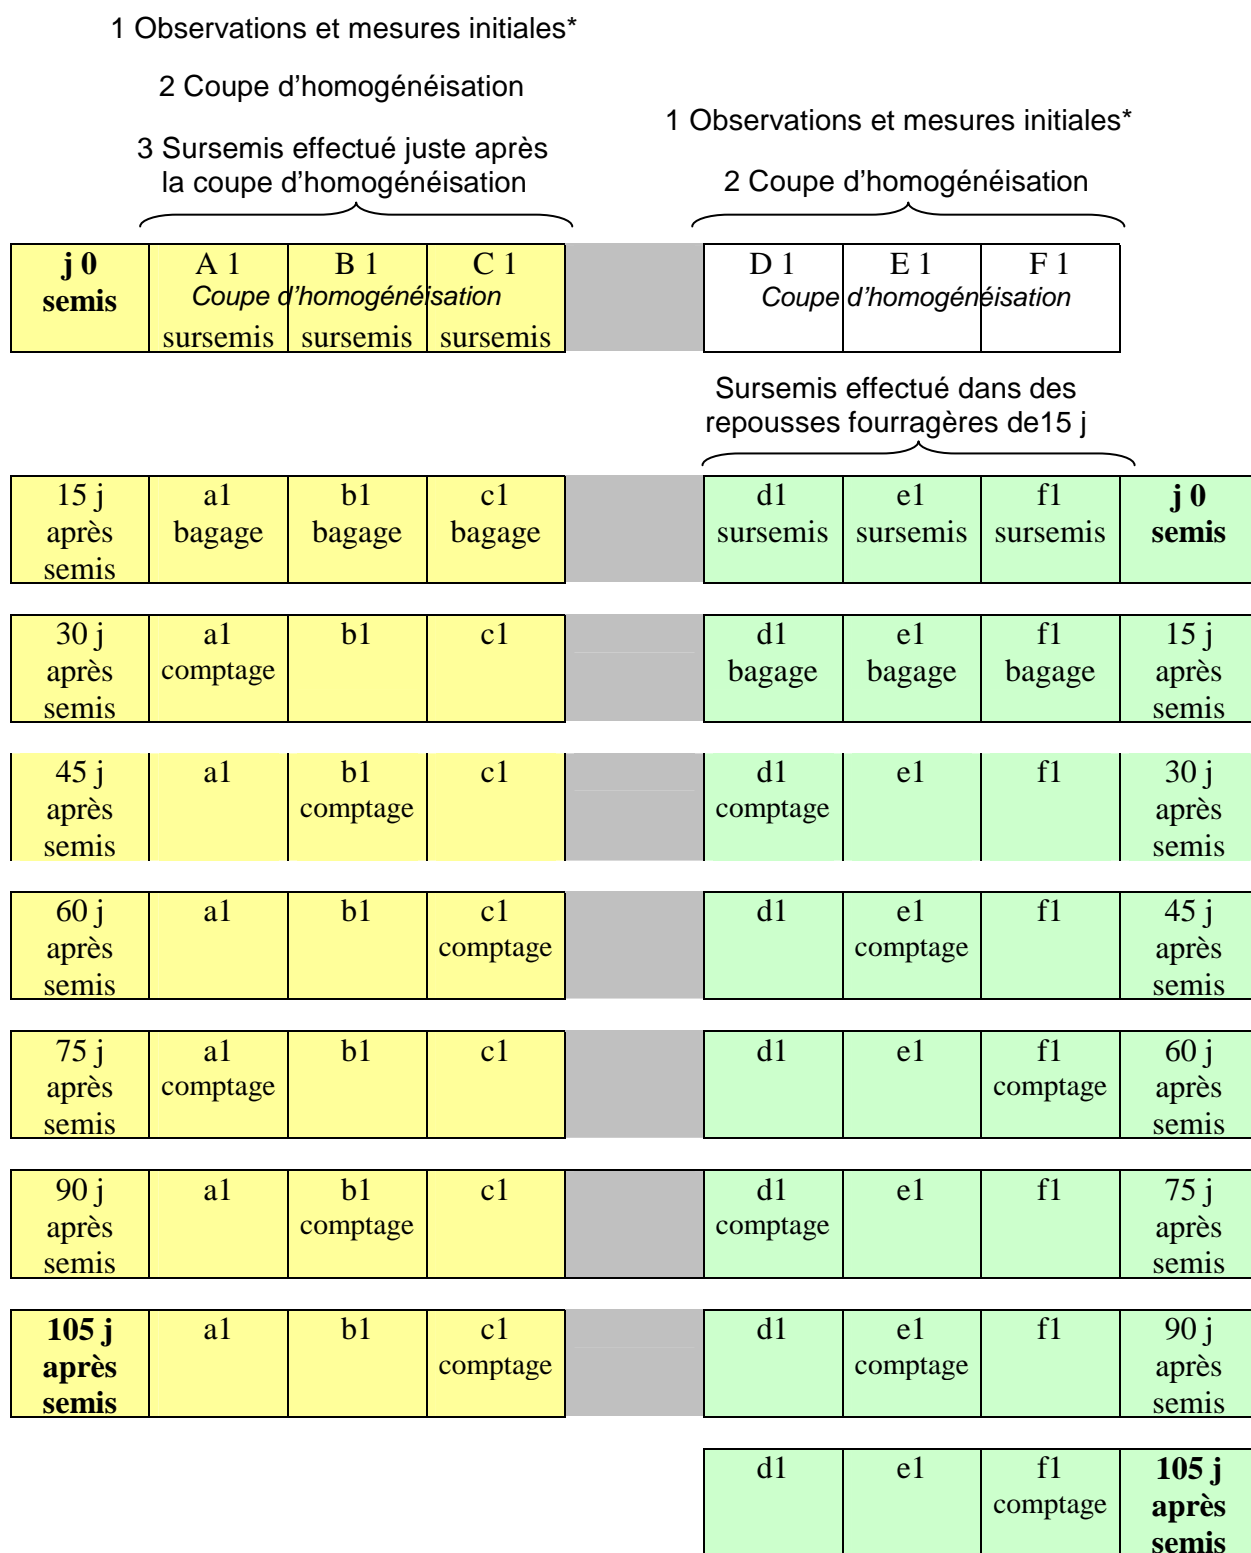 1 Observations et mesures initiales*
2 Coupe d’homogénéisation
3 Sursemis effectué juste après
la coupe d’homogénéisation
1 Observations et mesures initiales*
2 Coupe d’homogénéisation
j 0 A 1 B 1 C 1 D 1 E 1 F 1
semis Coupe d’homogénéisation Coupe d’homogénéisation
sursemis sursemis sursemis
Sursemis effectué dans des
repousses fourragères de15 j
15 j a1 b1 c1 d1 e1 f1 j 0
après bagage bagage bagage sursemis sursemis sursemis semis
semis
30 j a1 b1 c1 d1 e1 f1 15 j
après comptage bagage bagage bagage après
semis semis
45 j a1 b1 c1 d1 e1 f1 30 j
après comptage comptage après
semis semis
60 j a1 b1 c1 d1 e1 f1 45 j
après comptage comptage après
semis semis
75 j a1 b1 c1 d1 e1 f1 60 j
après comptage comptage après
semis semis
90 j a1 b1 c1 d1 e1 f1 75 j
après comptage comptage après
semis semis
105 j a1 b1 c1 d1 e1 f1 90 j
après comptage comptage après
semis semis
d1 e1 f1 105 j
comptage après
semis